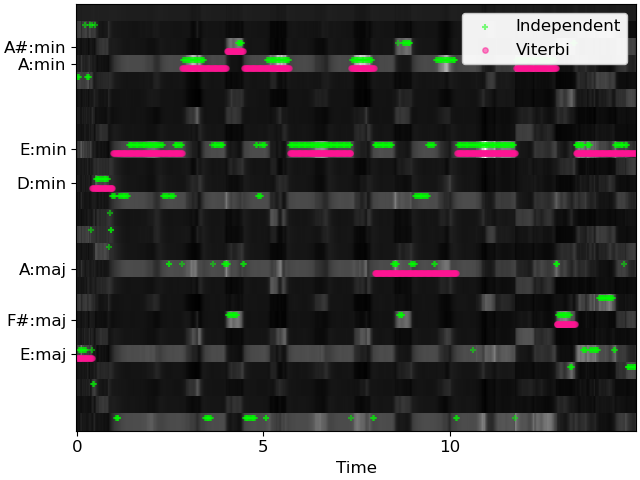 Independent
Viterbi
A#:min
A:min
E:min
D:min
A:maj
F#:maj
E:maj
0
5
10
Time